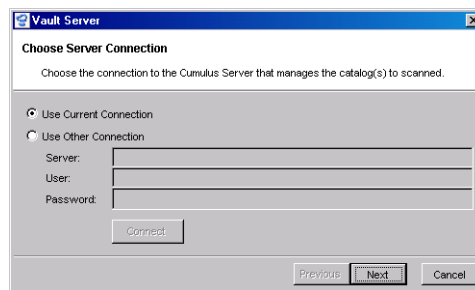 Vault Server
Choose Server Connection
Choose the connection to the Cumulus Server that manages the catalog(s) to scanned.
Use Current Connection
Use Other Connection
Server:
User:
Password:
Connect
Previous Next Cancel